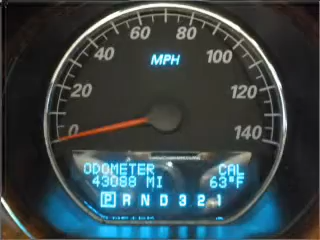 60 80
40 100
MPH
20 120
0 140
ODOMETER CAL
43088 MI 63°F
P R N D 3 2 1